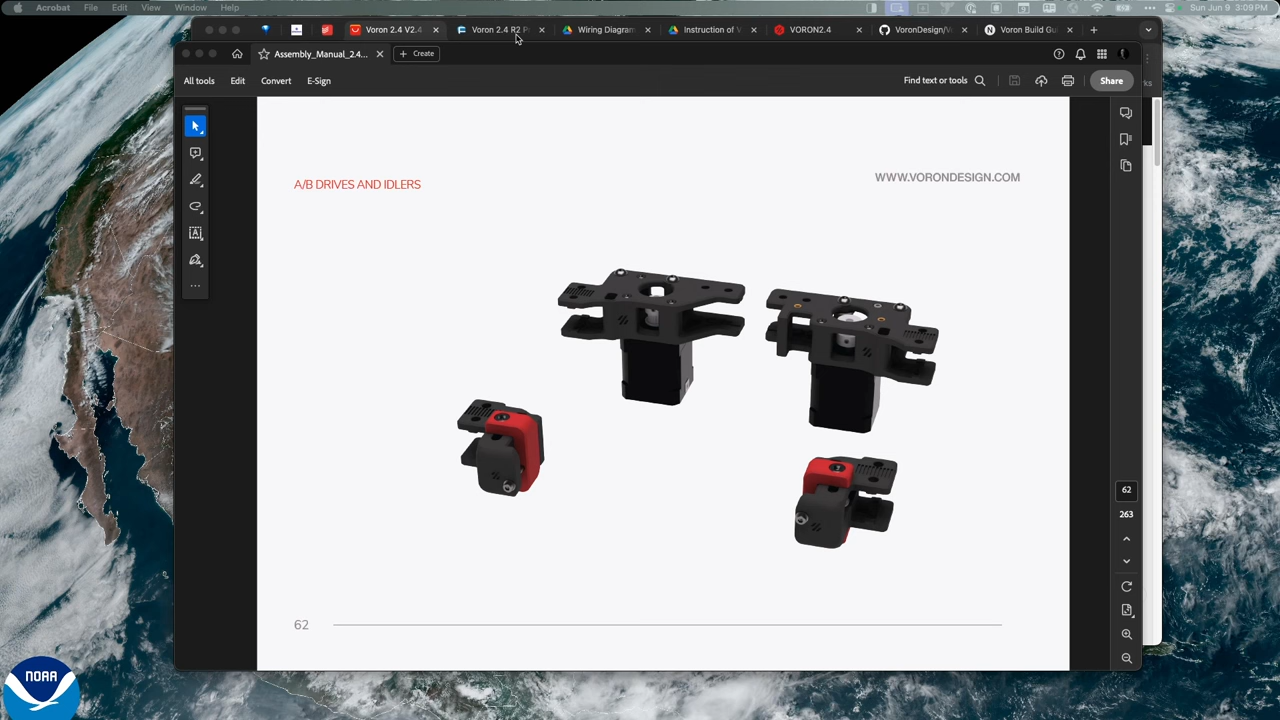 Acrobat File Edit View Window Help Sun Jun 9 3:09 PM
Voron 2.4 V2.4 Voron 2.4 R2 P Wiring Diagram Instruction of V VORON2.4 VoronDesign/V Voron Build Gu
Assembly_Manual_2.4... Create
All tools Edit Convert E-Sign Find text or tools Share
A/B DRIVES AND IDLERS
WWW.VORONDESIGN.COM
62
263
62
NOAA